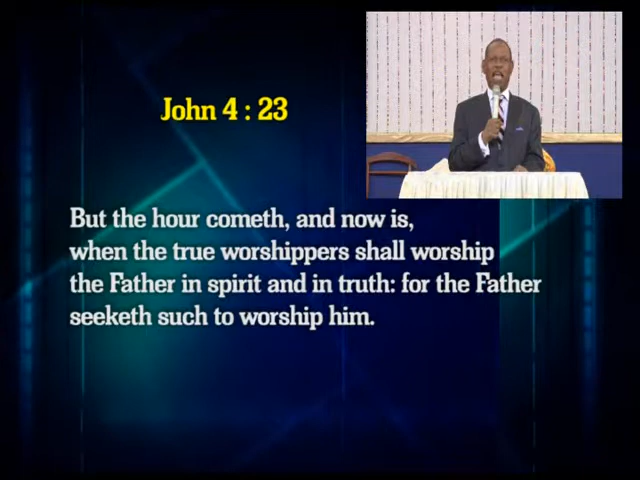 John 4 : 23
But the hour cometh, and now is,
when the true worshippers shall worship
the Father in spirit and in truth: for the Father
seeketh such to worship him.